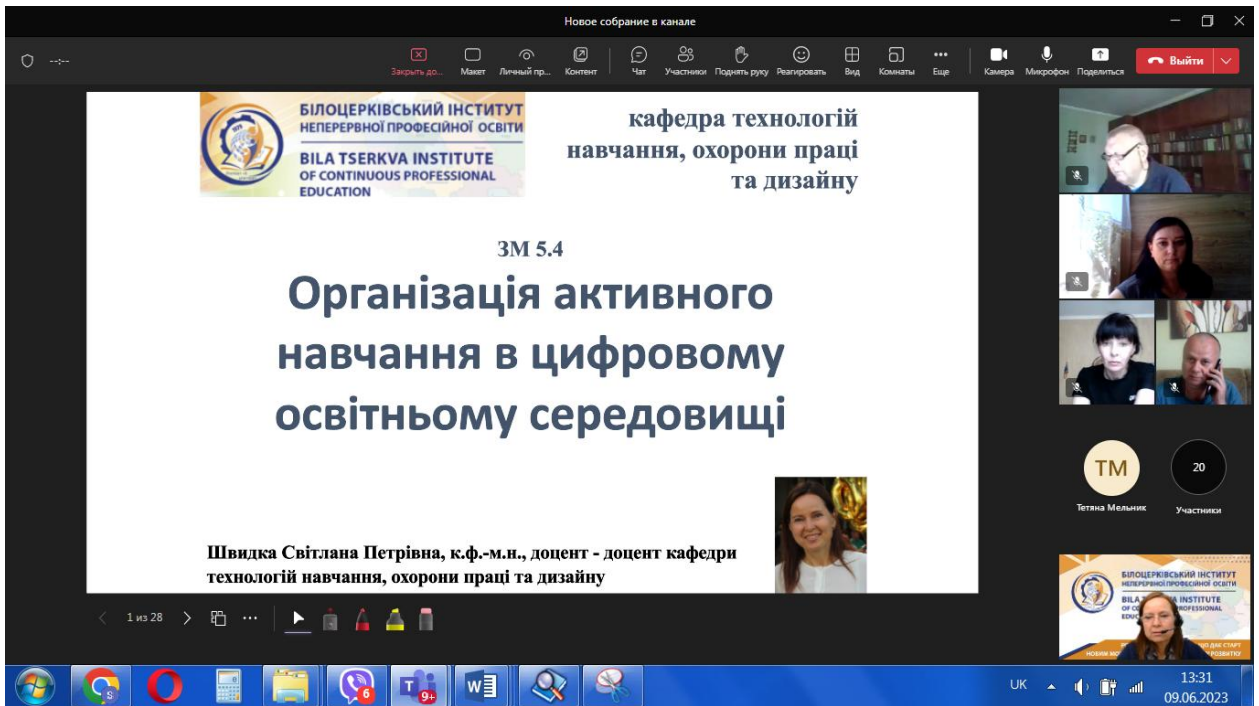 Новое собрание в канале
--:--
Закрыть до...
Макет
Личный пр...
Контент
Чат
Участники
Поднять руку
Реагировать
Вид
Комнаты
Еще
Камера
Микрофон
Поделиться
Выйти
БІЛОЦЕРКІВСЬКИЙ ІНСТИТУТ
НЕПЕРЕРВНОЇ ПРОФЕСІЙНОЇ ОСВІТИ
BILA TSERKVA INSTITUTE
OF CONTINUOUS PROFESSIONAL
EDUCATION
кафедра технологій
навчання, охорони праці
та дизайну
ЗМ 5.4
Організація активного
навчання в цифровому
освітньому середовищі
Швидка Світлана Петрівна, к.ф.-м.н., доцент - доцент кафедри
технологій навчання, охорони праці та дизайну
ТМ
Тетяна Мельник
20
Участники
БІЛОЦЕРКІВСЬКИЙ ІНСТИТУТ
НЕПЕРЕРВНОЇ ПРОФЕСІЙНОЇ ОСВІТИ
INSTITUTE
PROFESSIONAL
1 из 28
6
9+
UK
13:31
09.06.2023